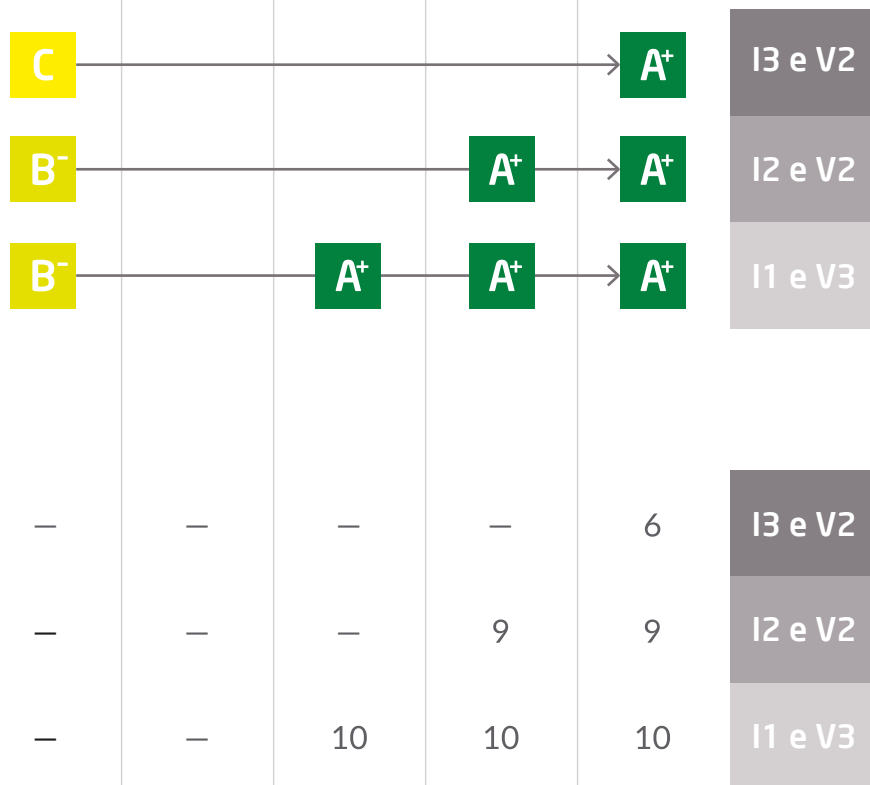 C A+ I3 e V2
B- A+ A+ I2 e V2
B- A+ A+ A+ I1 e V3
— — — — 6 I3 e V2
— — — 9 9 I2 e V2
— — 10 10 10 I1 e V3